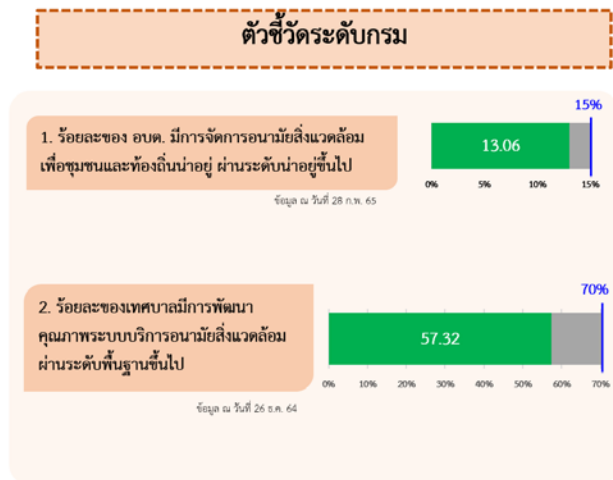 ตัวชี้วัดระดับกรม
1. ร้อยละของ อบต. มีการจัดการอนามัยสิ่งแวดล้อม
เพื่อชุมชนและท้องถิ่นน่าอยู่ ผ่านระดับน่าอยู่ขึ้นไป
15%
13.06
0% 5% 10% 15%
ข้อมูล ณ วันที่ 28 ก.พ. 65
2. ร้อยละของเทศบาลมีการพัฒนา
คุณภาพระบบบริการอนามัยสิ่งแวดล้อม
ผ่านระดับพื้นฐานขึ้นไป
70%
57.32
0% 10% 20% 30% 40% 50% 60% 70%
ข้อมูล ณ วันที่ 26 ธ.ค. 64